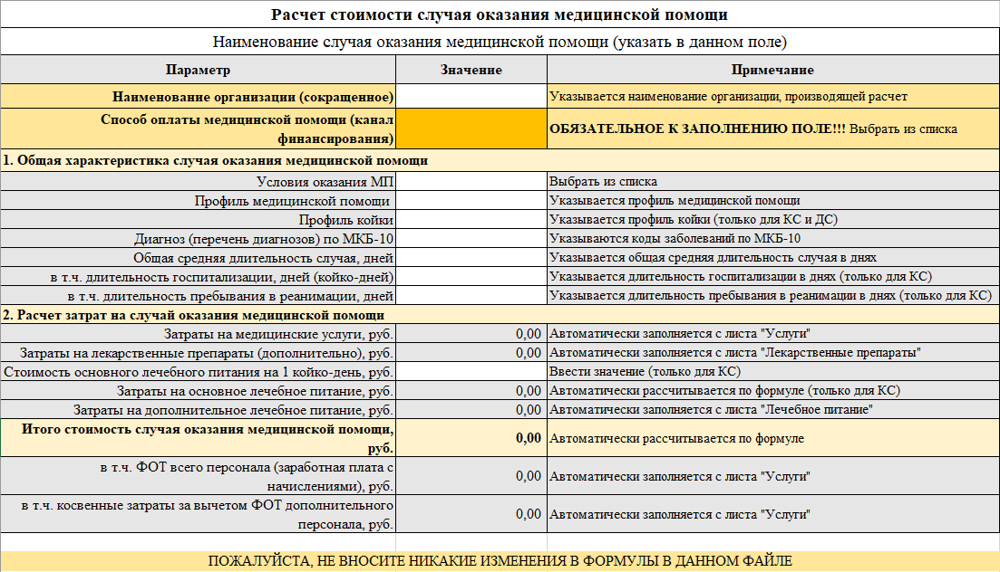 Расчет стоимости случая оказания медицинской помощи
Наименование случая оказания медицинской помощи (указать в данном поле)
Параметр Значение Примечание
Наименование организации (сокращенное) Указывается наименование организации, производящей расчет
Способ оплаты медицинской помощи (канал
финансирования) ОБЯЗАТЕЛЬНОЕ К ЗАПОЛНЕНИЮ ПОЛЕ!!! Выбрать из списка
1. Общая характеристика случая оказания медицинской помощи
Условия оказания МП Выбрать из списка
Профиль медицинской помощи Указывается профиль медицинской помощи
Профиль койки Указывается профиль койки (только для КС и ДС)
Диагноз (перечень диагнозов) по МКБ-10 Указываются коды заболеваний по МКБ-10
Общая средняя длительность случая, дней Указывается общая средняя длительность случая в днях
в т.ч. длительность госпитализации, дней (койко-дней) Указывается длительность госпитализации в днях (только для КС)
в т.ч. длительность пребывания в реанимации, дней Указывается длительность пребывания в реанимации в днях (только для КС)
2. Расчет затрат на случай оказания медицинской помощи
Затраты на медицинские услуги, руб. 0,00 Автоматически заполняется с листа "Услуги"
Затраты на лекарственные препараты (дополнительно), руб. 0,00 Автоматически заполняется с листа "Лекарственные препараты"
Стоимость основного лечебного питания на 1 койко-день, руб. Ввести значение (только для КС)
Затраты на основное лечебное питание, руб. 0,00 Автоматически рассчитывается по формуле (только для КС)
Затраты на дополнительное лечебное питание, руб. 0,00 Автоматически заполняется с листа "Лечебное питание"
Итого стоимость случая оказания медицинской помощи,
руб. 0,00 Автоматически рассчитывается по формуле
в т.ч. ФОТ всего персонала (заработная плата с
начислениями), руб. 0,00 Автоматически заполняется с листа "Услуги"
в т.ч. косвенные затраты за вычетом ФОТ дополнительного
персонала, руб. 0,00 Автоматически заполняется с листа "Услуги"
ПОЖАЛУЙСТА, НЕ ВНОСИТЕ НИКАКИЕ ИЗМЕНЕНИЯ В ФОРМУЛЫ В ДАННОМ ФАЙЛЕ